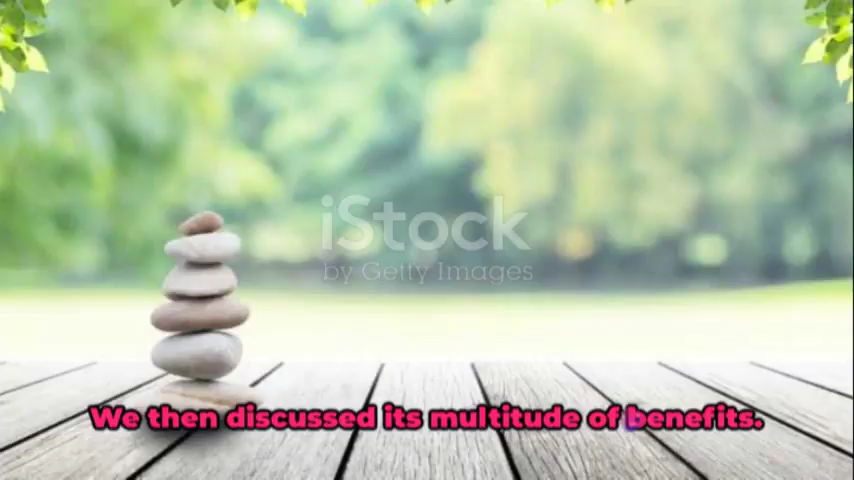 iStock
by Getty Images
We then discussed its multitude of benefits.